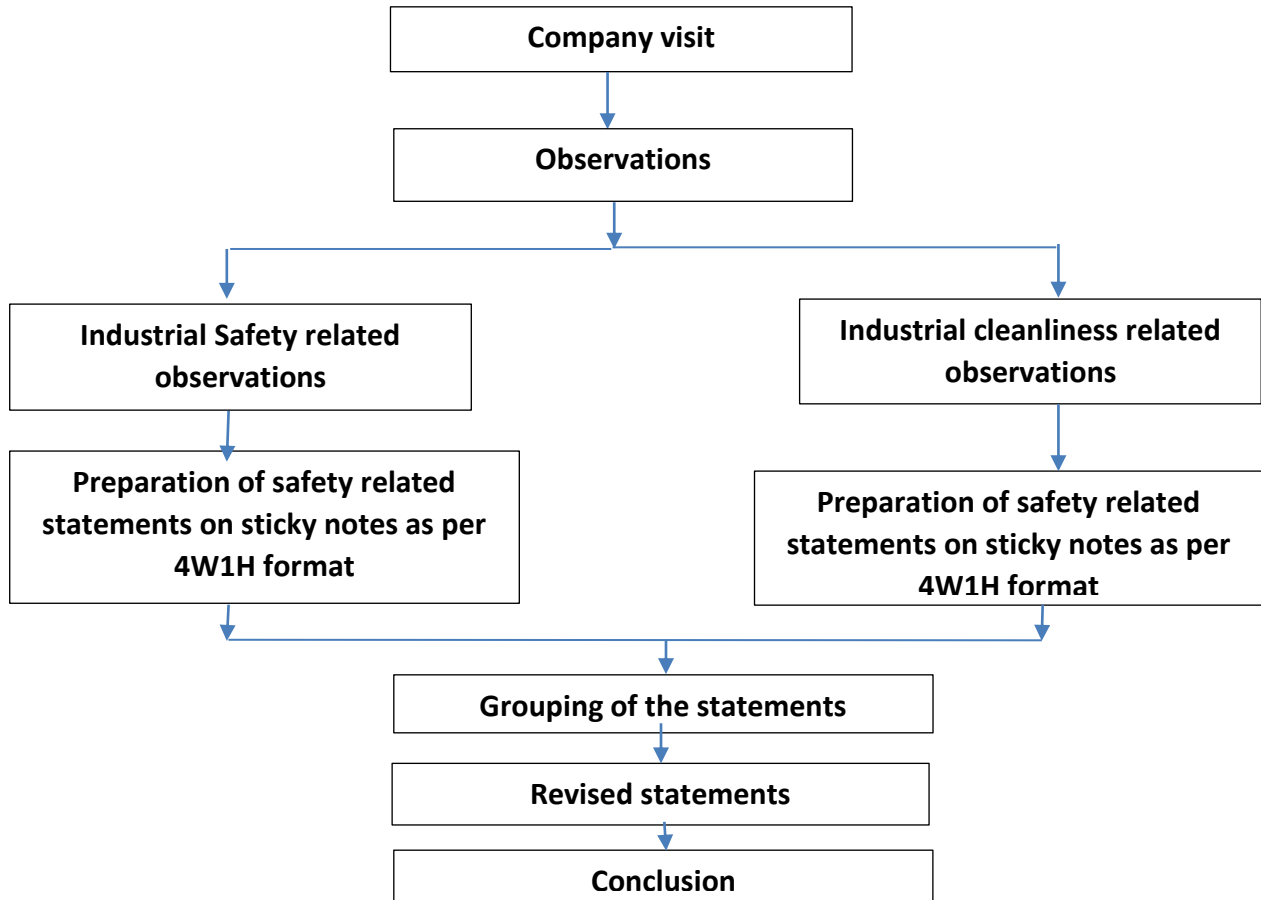 Company visit
Observations
Industrial Safety related
observations
Industrial cleanliness related
observations
Preparation of safety related
statements on sticky notes as per
4W1H format
Preparation of safety related
statements on sticky notes as per
4W1H format
Grouping of the statements
Revised statements
Conclusion